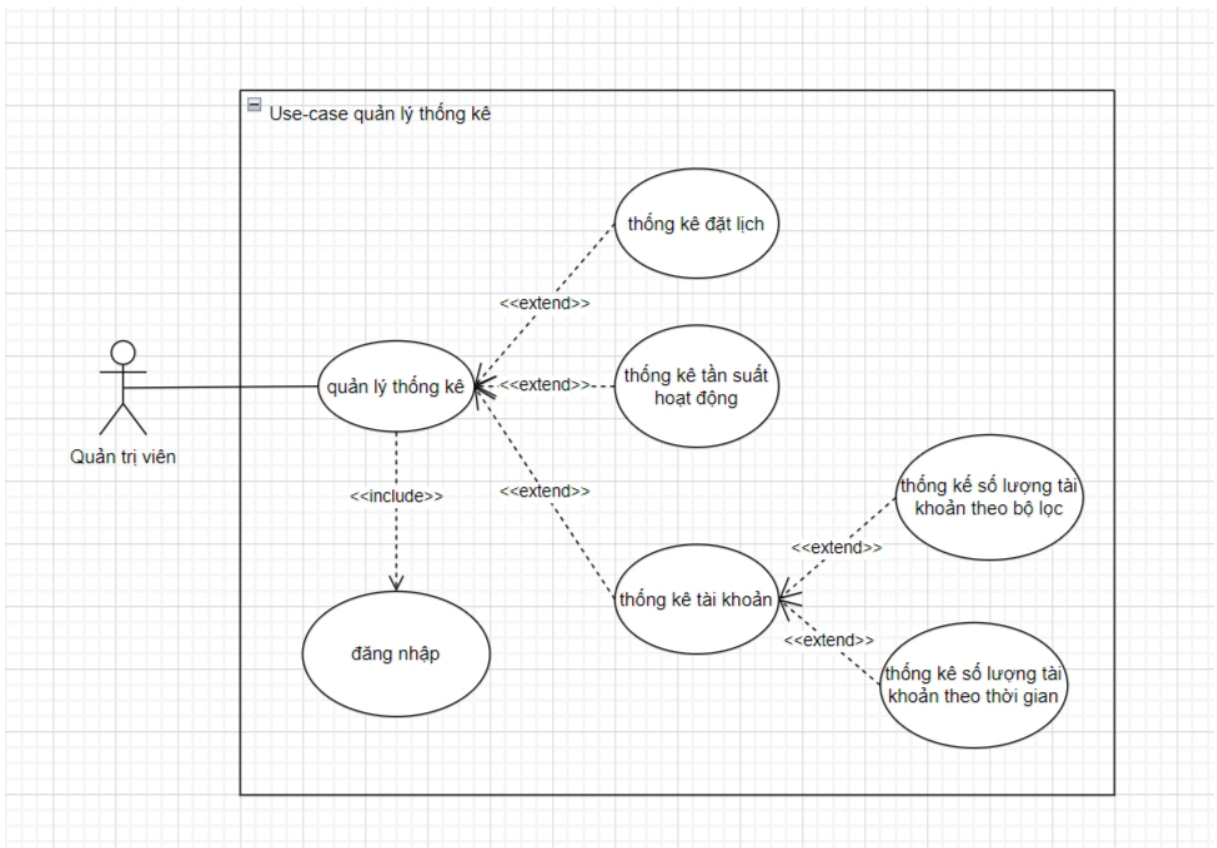 Use-case quản lý thống kê
thống kê đặt lịch
<<extend>>
thống kê tần suất
hoạt động
<<extend>>
quản lý thống kê
Quản trị viên
<<include>>
<<extend>>
thống kế số lượng tài
khoản theo bộ lọc
<<extend>>
thống kê tài khoản
<<extend>>
đăng nhập
thống kê số lượng tài
khoản theo thời gian